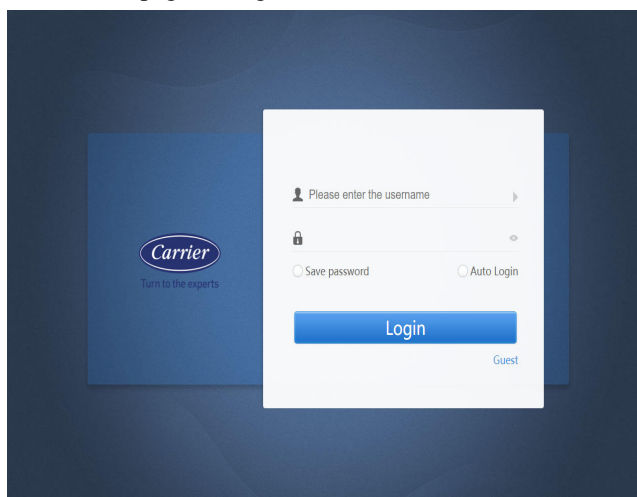 Please enter the username
Carrier
Turn to the experts
Save password
Auto Login
Login
Guest